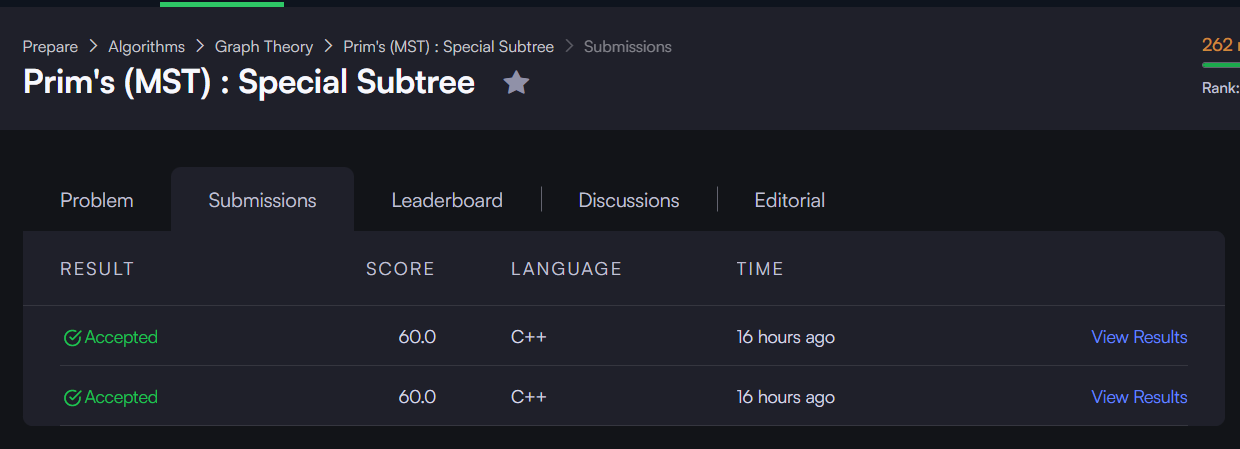 Prepare > Algorithms > Graph Theory > Prim's (MST) : Special Subtree > Submissions
262
Prim's (MST) : Special Subtree
Rank:
Problem Submissions Leaderboard Discussions Editorial
RESULT SCORE LANGUAGE TIME
Accepted 60.0 C++ 16 hours ago View Results
Accepted 60.0 C++ 16 hours ago View Results